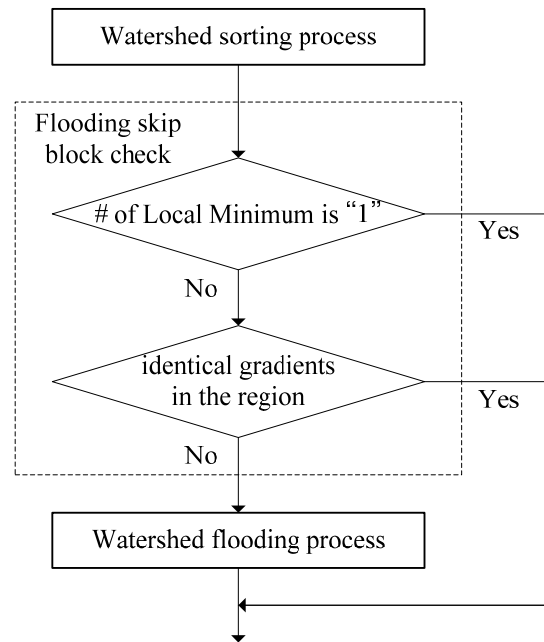 Watershed sorting process
Flooding skip
block check
# of Local Minimum is “1”
Yes
No
identical gradients
in the region
Yes
No
Watershed flooding process